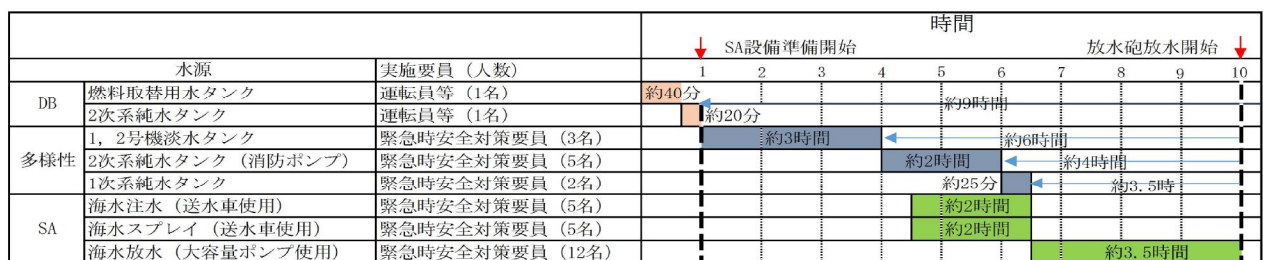 時間
SA設備準備開始 放水砲放水開始
水源 実施要員（人数） 1 2 3 4 5 6 7 8 9 10
DB
燃料取替用水タンク 運転員等（1名） 約40分 約9時間
2次系純水タンク 運転員等（1名） 約20分
多様性
1，2号機淡水タンク 緊急時安全対策要員（3名） 約3時間 約6時間
2次系純水タンク（消防ポンプ） 緊急時安全対策要員（5名） 約2時間 約4時間
1次系純水タンク 緊急時安全対策要員（2名） 約25分 約3.5時
SA
海水注水（送水車使用） 緊急時安全対策要員（5名） 約2時間
海水スプレイ（送水車使用） 緊急時安全対策要員（5名） 約2時間
海水放水（大容量ポンプ使用） 緊急時安全対策要員（12名） 約3.5時間